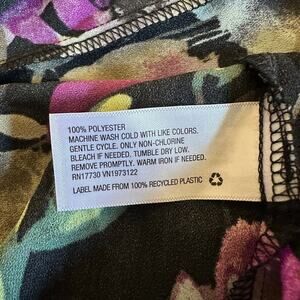 100% POLYESTER
MACHINE WASH COLD WITH LIKE COLORS.
GENTLE CYCLE. ONLY NON-CHLORINE
BLEACH IF NEEDED. TUMBLE DRY LOW.
REMOVE PROMPTLY. WARM IRON IF NEEDED.
RN17730 VN1973122
LABEL MADE FROM 100% RECYCLED PLASTIC